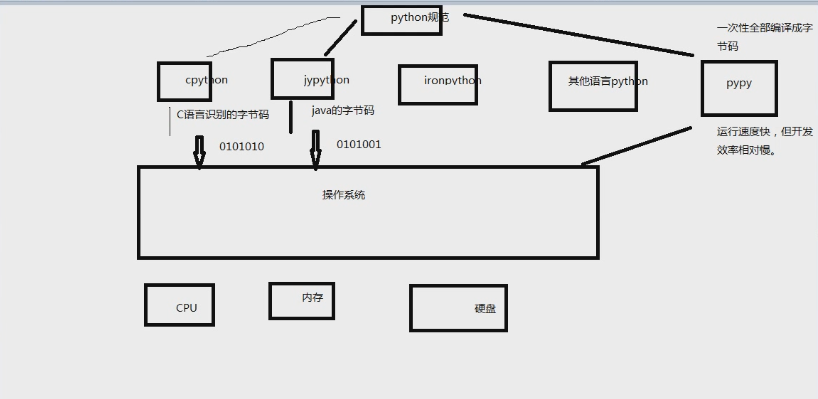 python规范
一次性全部编译成字
节码
cpython
jypython
ironpython
其他语言python
pypy
C语言识别的字节码
java的字节码
0101010
0101001
运行速度快，但开发
效率相对慢。
操作系统
CPU
内存
硬盘